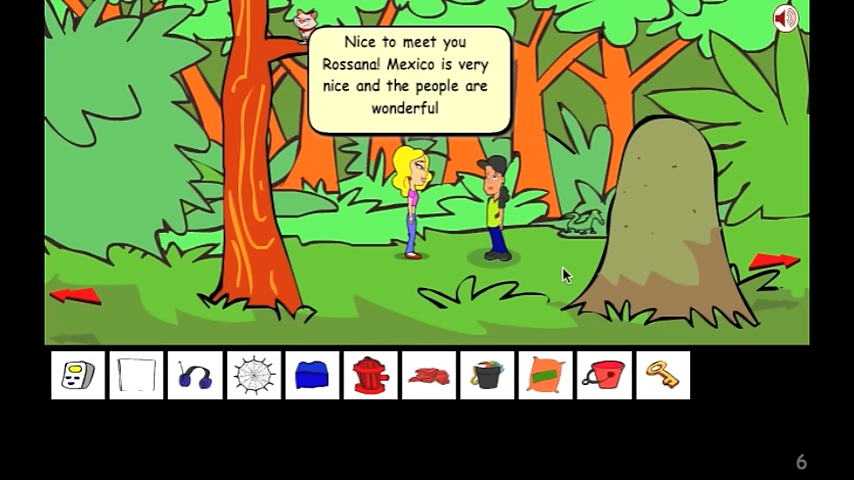 Nice to meet you
Rossana! Mexico is very
nice and the people are
wonderful
6